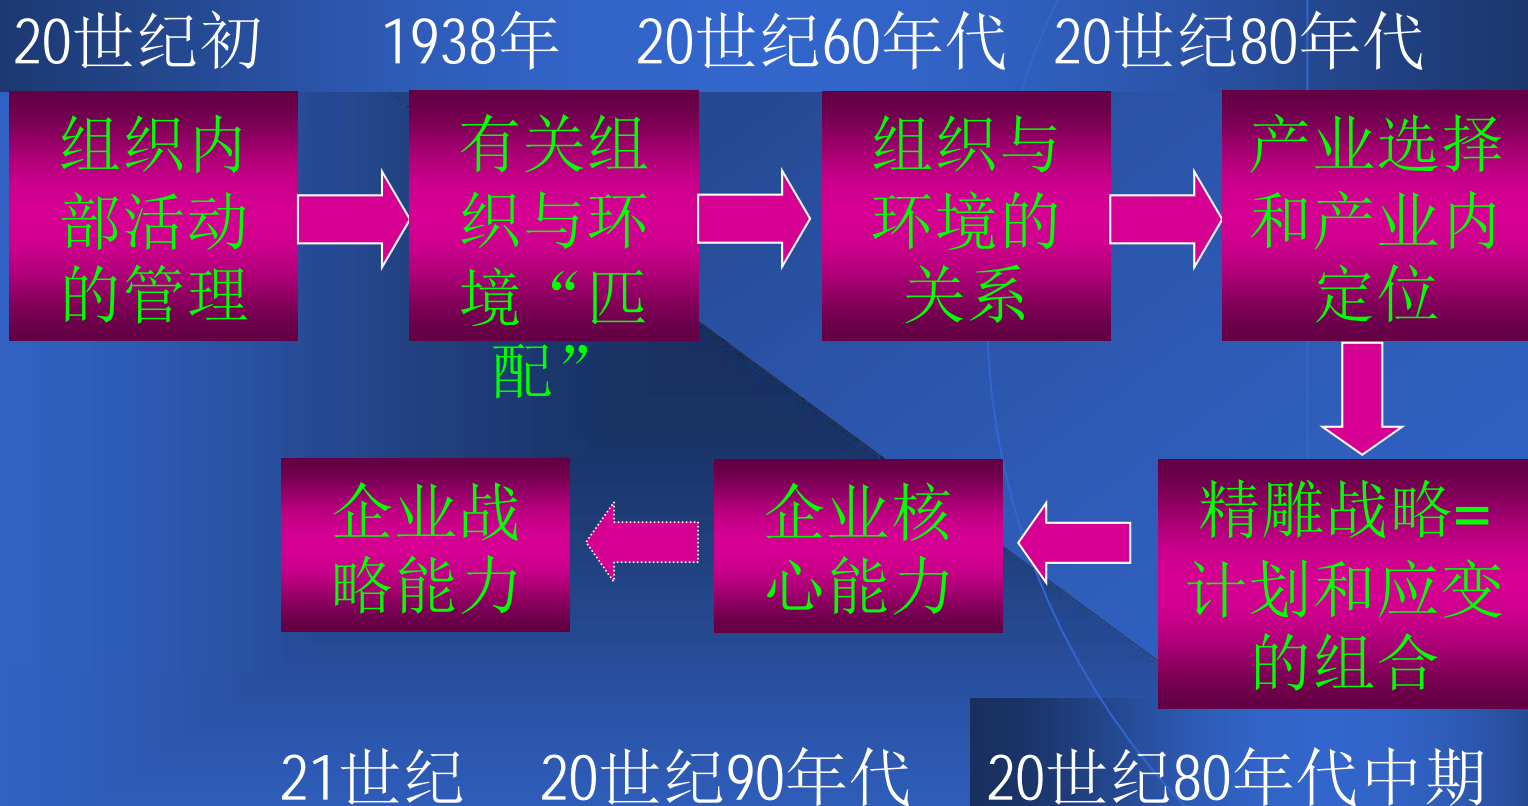 20世纪初
1938年
20世纪60年代
20世纪80年代
组织内
部活动
的管理
有关组
织与环
境“匹
配”
组织与
环境的
关系
产业选择
和产业内
定位
精雕战略=
计划和应变
的组合
企业核
心能力
企业战
略能力
21世纪
20世纪90年代
20世纪80年代中期